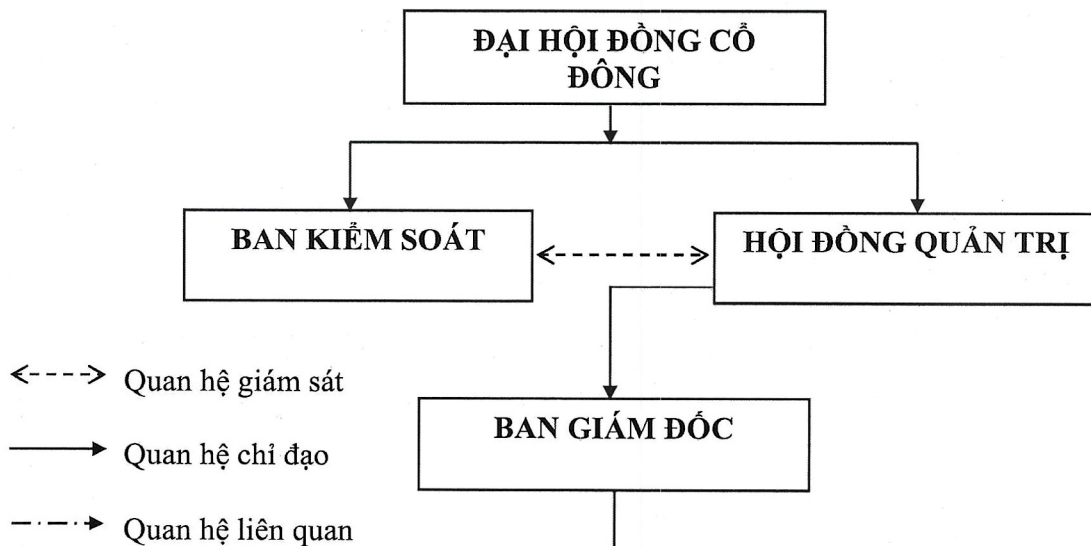 ĐẠI HỘI ĐỒNG CỔ
ĐÔNG
BAN KIỂM SOÁT
HỘI ĐỒNG QUẢN TRỊ
Quan hệ giám sát
BAN GIÁM ĐỐC
Quan hệ chỉ đạo
Quan hệ liên quan